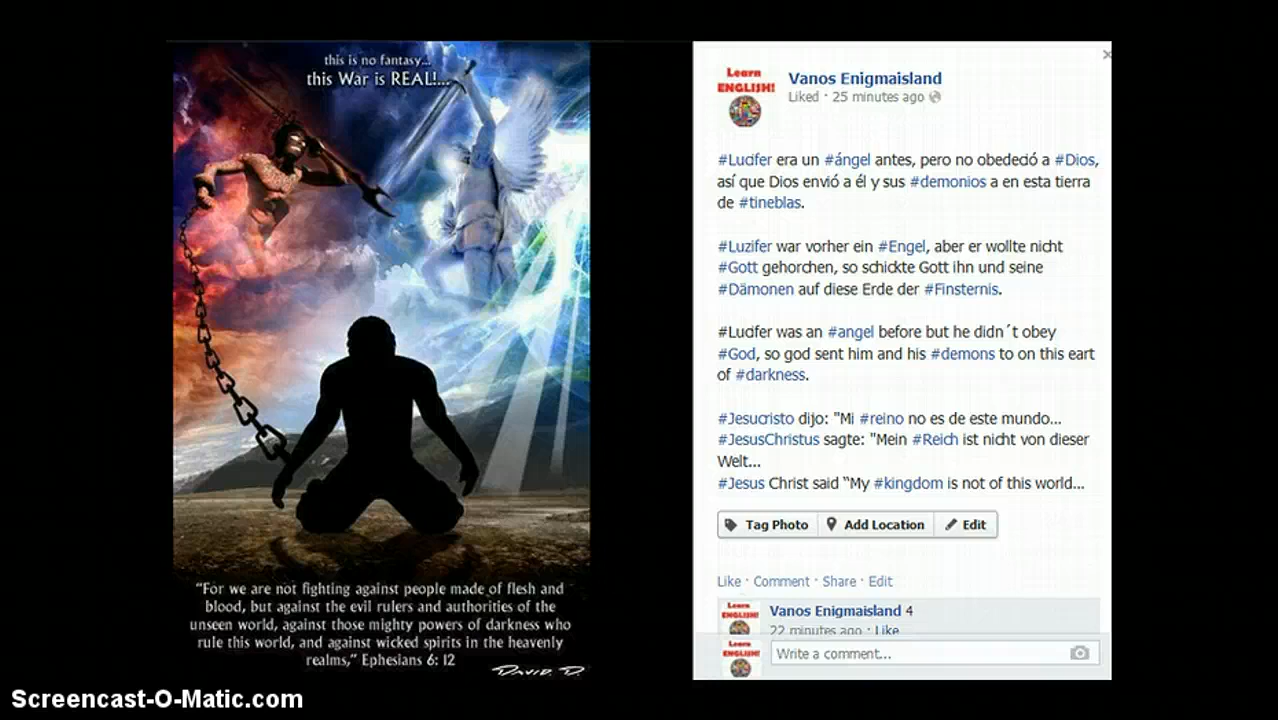 this is no fantasy...
this War is REAL!...
"For we are not fighting against people made of flesh and
blood, but against the evil rulers and authorities of the
unseen world, against those mighty powers of darkness who
rule this world, and against wicked spirits in the heavenly
realms," Ephesians 6: 12
DAVID. D.
Learn
ENGLISH!
Vanos Enigmaisland
Liked · 25 minutes ago
#Lucifer era un #ángel antes, pero no obedeció a #Dios,
así que Dios envió a él y sus #demonios a en esta tierra
de #tineblas.
#Luzifer war vorher ein #Engel, aber er wollte nicht
#Gott gehorchen, so schickte Gott ihn und seine
#Dämonen auf diese Erde der #Finsternis.
#Lucifer was an #angel before but he didn´t obey
#God, so god sent him and his #demons to on this eart
of #darkness.
#Jesucristo dijo: "Mi #reino no es de este mundo...
#JesusChristus sagte: "Mein #Reich ist nicht von dieser
Welt...
#Jesus Christ said “My #kingdom is not of this world...
Tag Photo Add Location Edit
Like · Comment · Share · Edit
Learn
ENGLISH!
Vanos Enigmaisland 4
22 minutes ago · Like
Learn
ENGLISH!
Write a comment...
Screencast-O-Matic.com